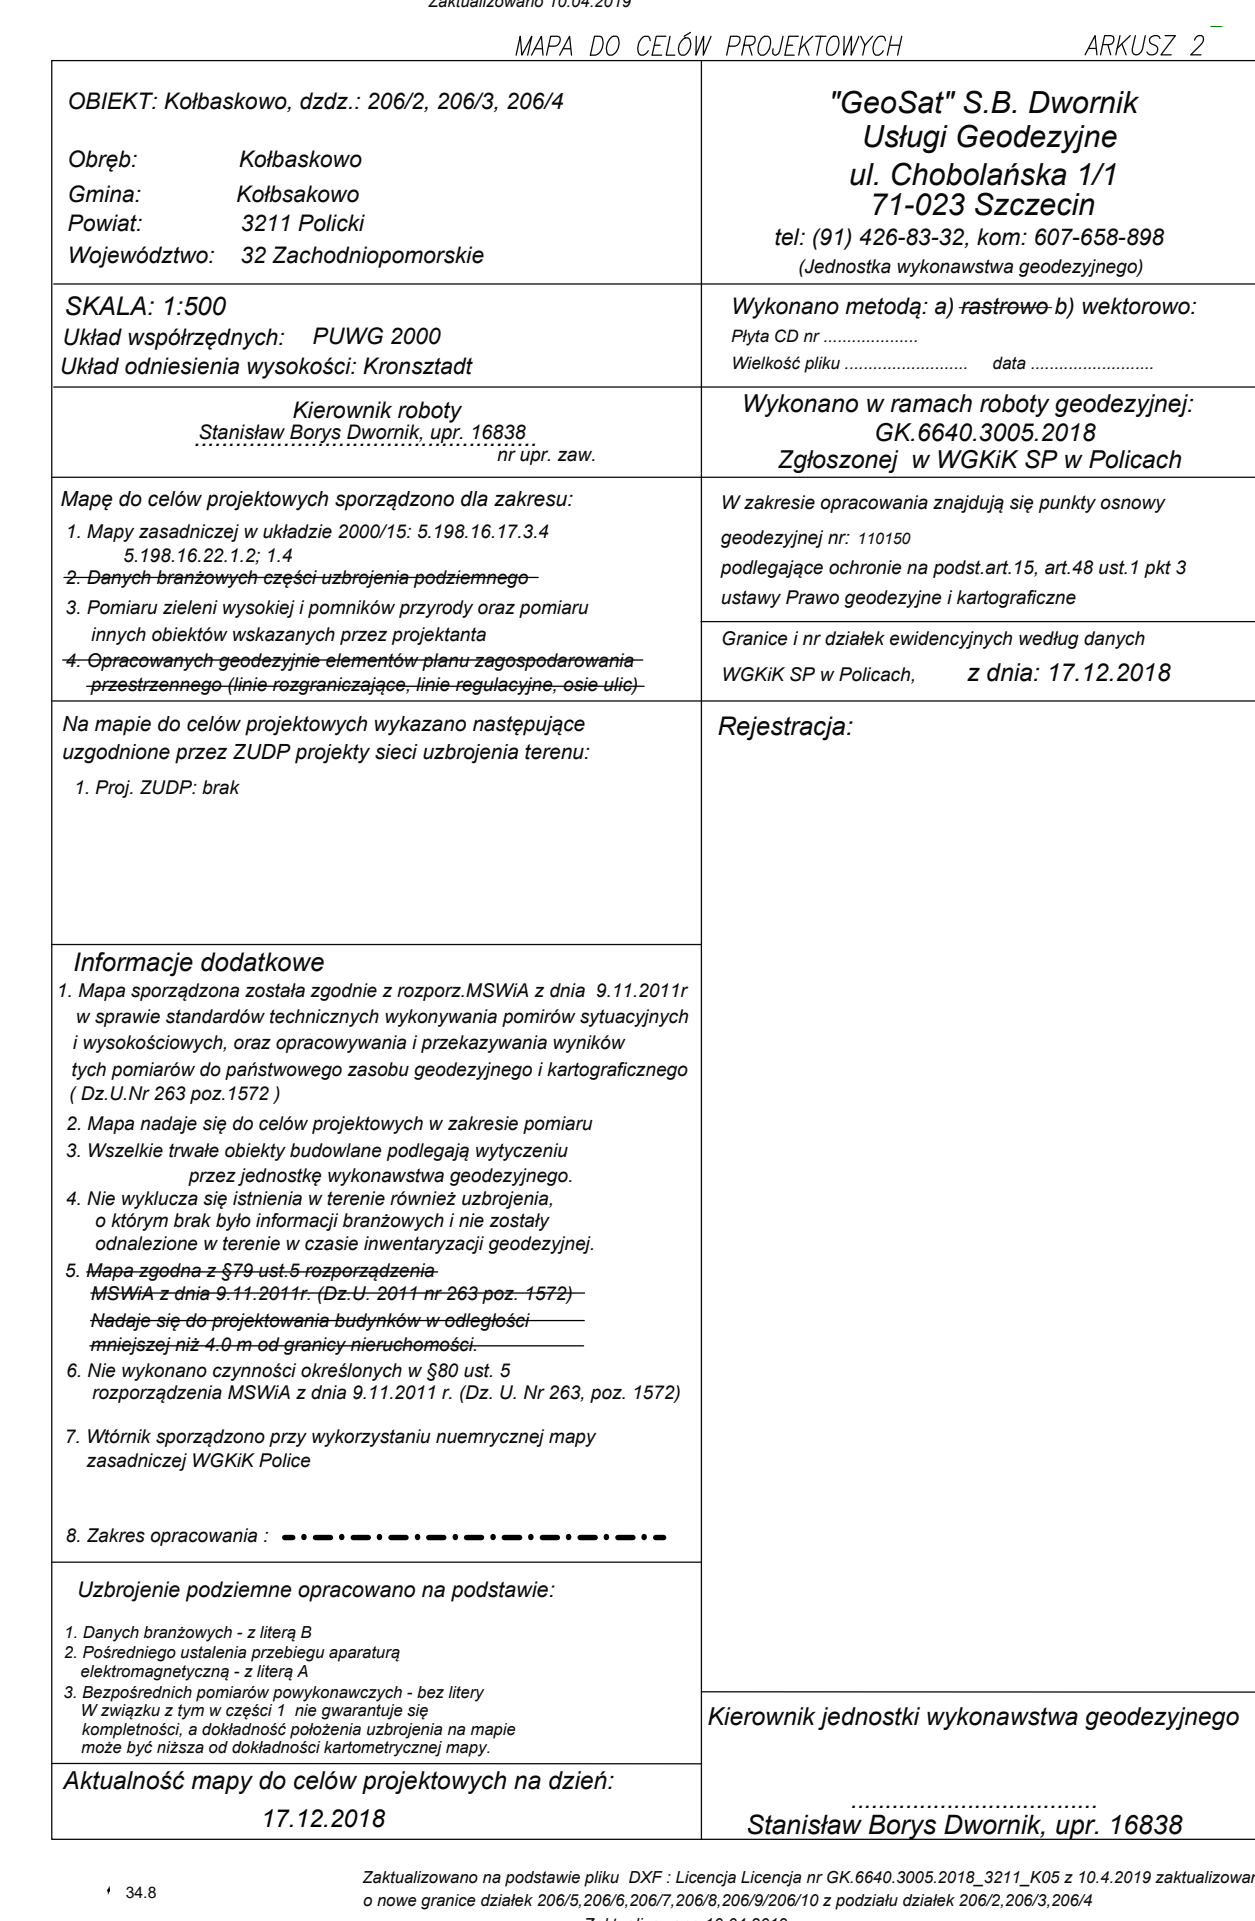 Zaktualizowano 10.04.2019
MAPA DO CELÓW PROJEKTOWYCH ARKUSZ 2
OBIEKT: Kołbaskowo, dzdz.: 206/2, 206/3, 206/4
Obręb: Kołbaskowo
Gmina: Kołbsakowo
Powiat: 3211 Policki
Województwo: 32 Zachodniopomorskie
"GeoSat" S.B. Dwornik
Usługi Geodezyjne
ul. Chobolańska 1/1
71-023 Szczecin
tel: (91) 426-83-32, kom: 607-658-898
(Jednostka wykonawstwa geodezyjnego)
SKALA: 1:500
Układ współrzędnych: PUWG 2000
Układ odniesienia wysokości: Kronsztadt
Wykonano metodą: a) rastrowo b) wektorowo:
Płyta CD nr ....................
Wielkość pliku .......................... data ..........................
Kierownik roboty
Stanisław Borys Dwornik, upr. 16838
nr upr. zaw.
Wykonano w ramach roboty geodezyjnej:
GK.6640.3005.2018
Zgłoszonej w WGKiK SP w Policach
Mapę do celów projektowych sporządzono dla zakresu:
1. Mapy zasadniczej w układzie 2000/15: 5.198.16.17.3.4
5.198.16.22.1.2; 1.4
2. Danych branżowych części uzbrojenia podziemnego
3. Pomiaru zieleni wysokiej i pomników przyrody oraz pomiaru
innych obiektów wskazanych przez projektanta
4. Opracowanych geodezyjnie elementów planu zagospodarowania
przestrzennego (linie rozgraniczające, linie regulacyjne, osie ulic)
W zakresie opracowania znajdują się punkty osnowy
geodezyjnej nr: 110150
podlegające ochronie na podst.art.15, art.48 ust.1 pkt 3
ustawy Prawo geodezyjne i kartograficzne
Granice i nr działek ewidencyjnych według danych
WGKiK SP w Policach, z dnia: 17.12.2018
Na mapie do celów projektowych wykazano następujące
uzgodnione przez ZUDP projekty sieci uzbrojenia terenu:
1. Proj. ZUDP: brak
Rejestracja:
Informacje dodatkowe
1. Mapa sporządzona została zgodnie z rozporz.MSWiA z dnia 9.11.2011r
w sprawie standardów technicznych wykonywania pomirów sytuacyjnych
i wysokościowych, oraz opracowywania i przekazywania wyników
tych pomiarów do państwowego zasobu geodezyjnego i kartograficznego
( Dz.U.Nr 263 poz.1572 )
2. Mapa nadaje się do celów projektowych w zakresie pomiaru
3. Wszelkie trwałe obiekty budowlane podlegają wytyczeniu
przez jednostkę wykonawstwa geodezyjnego.
4. Nie wyklucza się istnienia w terenie również uzbrojenia,
o którym brak było informacji branżowych i nie zostały
odnalezione w terenie w czasie inwentaryzacji geodezyjnej.
5. Mapa zgodna z §79 ust.5 rozporządzenia
MSWiA z dnia 9.11.2011r. (Dz.U. 2011 nr 263 poz. 1572)
Nadaje się do projektowania budynków w odległości
mniejszej niż 4.0 m od granicy nieruchomości.
6. Nie wykonano czynności określonych w §80 ust. 5
rozporządzenia MSWiA z dnia 9.11.2011 r. (Dz. U. Nr 263, poz. 1572)
7. Wtórnik sporządzono przy wykorzystaniu nuemrycznej mapy
zasadniczej WGKiK Police
8. Zakres opracowania :
Uzbrojenie podziemne opracowano na podstawie:
1. Danych branżowych - z literą B
2. Pośredniego ustalenia przebiegu aparaturą
elektromagnetyczną - z literą A
3. Bezpośrednich pomiarów powykonawczych - bez litery
W związku z tym w części 1 nie gwarantuje się
kompletności, a dokładność położenia uzbrojenia na mapie
może być niższa od dokładności kartometrycznej mapy.
Aktualność mapy do celów projektowych na dzień:
17.12.2018
Kierownik jednostki wykonawstwa geodezyjnego
....................................
Stanisław Borys Dwornik, upr. 16838
34.8
Zaktualizowano na podstawie pliku DXF : Licencja Licencja nr GK.6640.3005.2018_3211_K05 z 10.4.2019 zaktualizowan
o nowe granice działek 206/5,206/6,206/7,206/8,206/9/206/10 z podziału działek 206/2,206/3,206/4